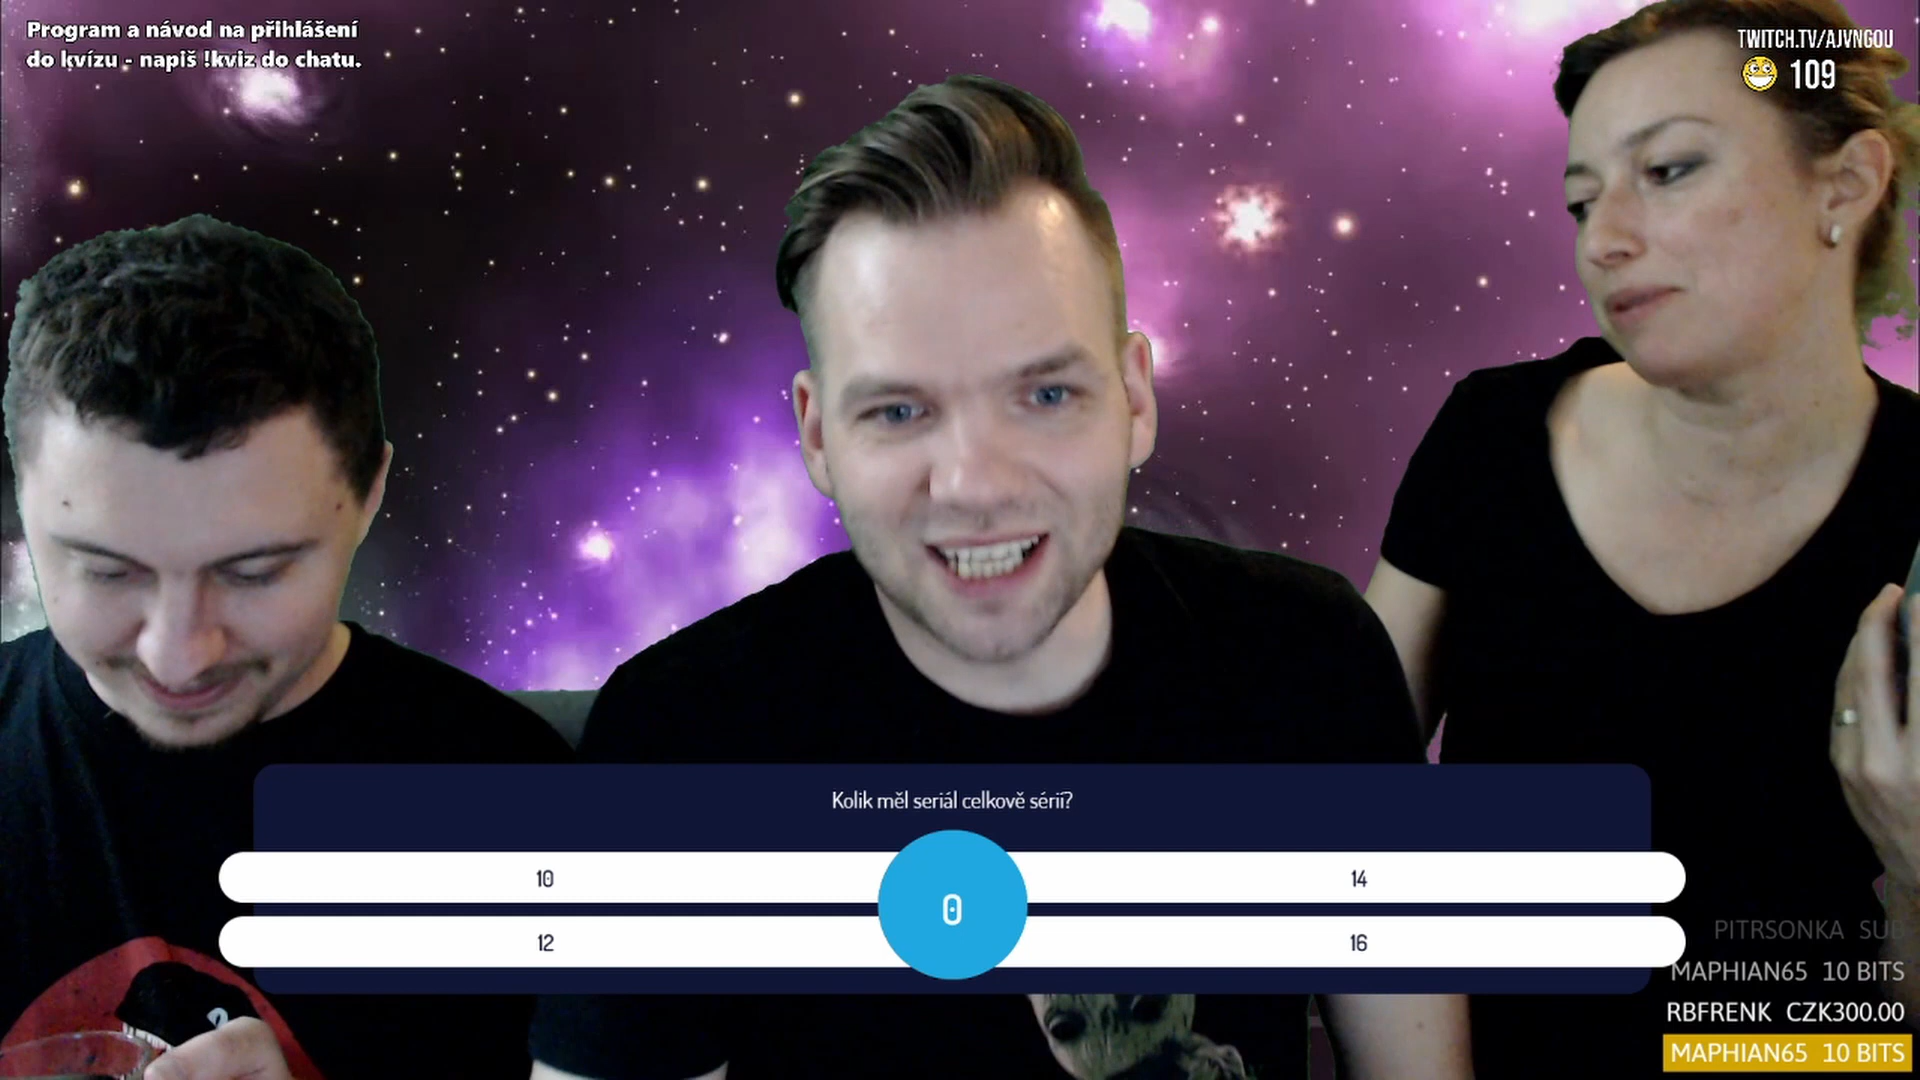 Program a návod na přihlášení
do kvízu - napiš !kviz do chatu.
TWITCH.TV/AJVNGOU
109
Kolik měl seriál celkově sérií?
10
14
0
12
16
PITRSONKA SUB
MAPHIAN65 10 BITS
RBFRENK CZK300.00
MAPHIAN65 10 BITS